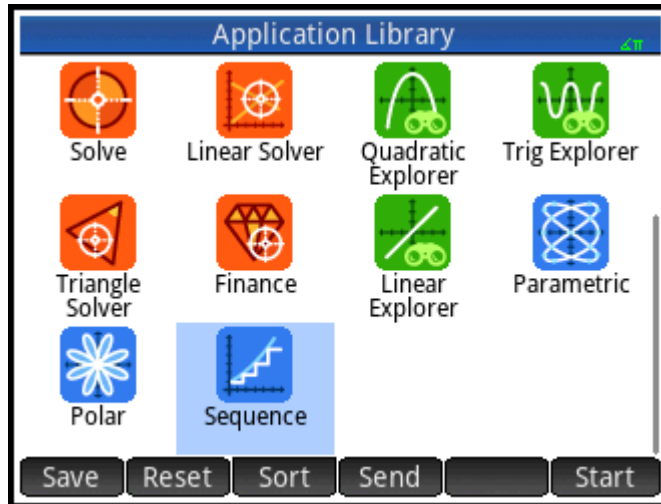 Application Library
∡π
Solve
Linear Solver
Quadratic
Explorer
Trig Explorer
Triangle
Solver
Finance
Linear
Explorer
Parametric
Polar
Sequence
Save
Reset
Sort
Send
Start